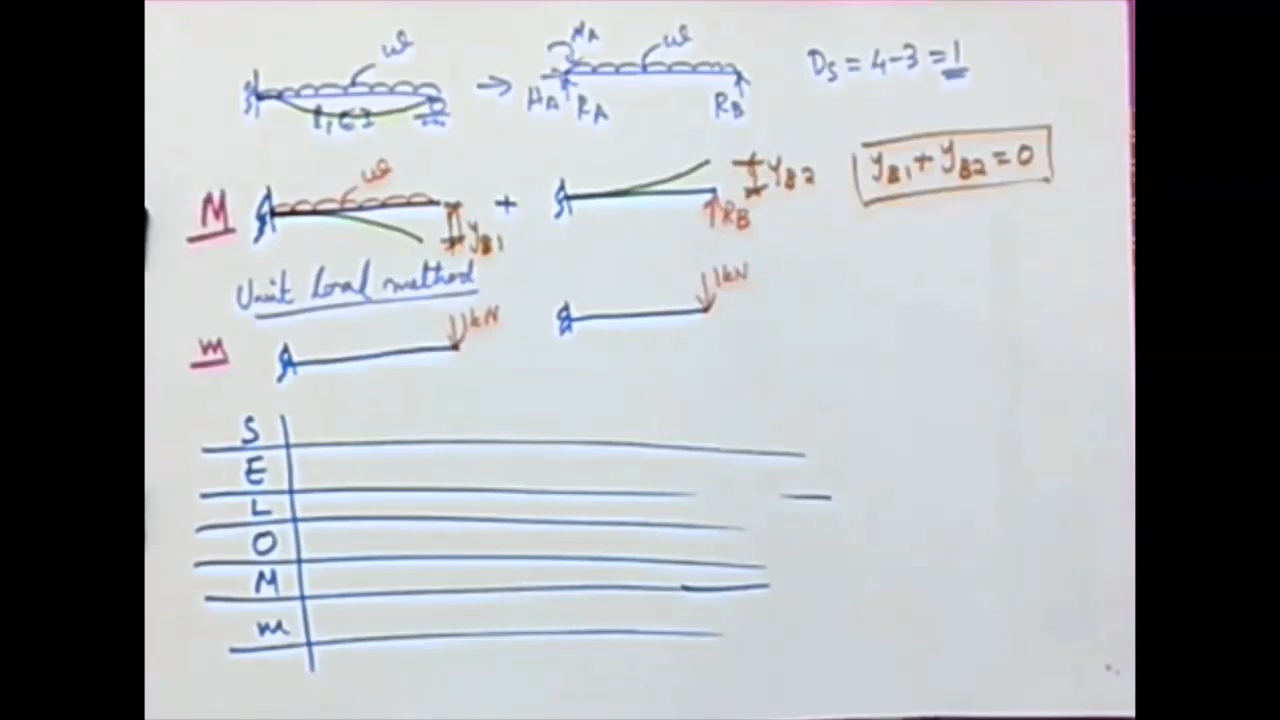 w
l, EI
MA
w
HA
RA
RB
Ds = 4-3 = 1
M
w
yB1
+
RB
yB2
yB1 + yB2 = 0
Unit load method
m
1kN
1kN
S
E
L
O
M
m